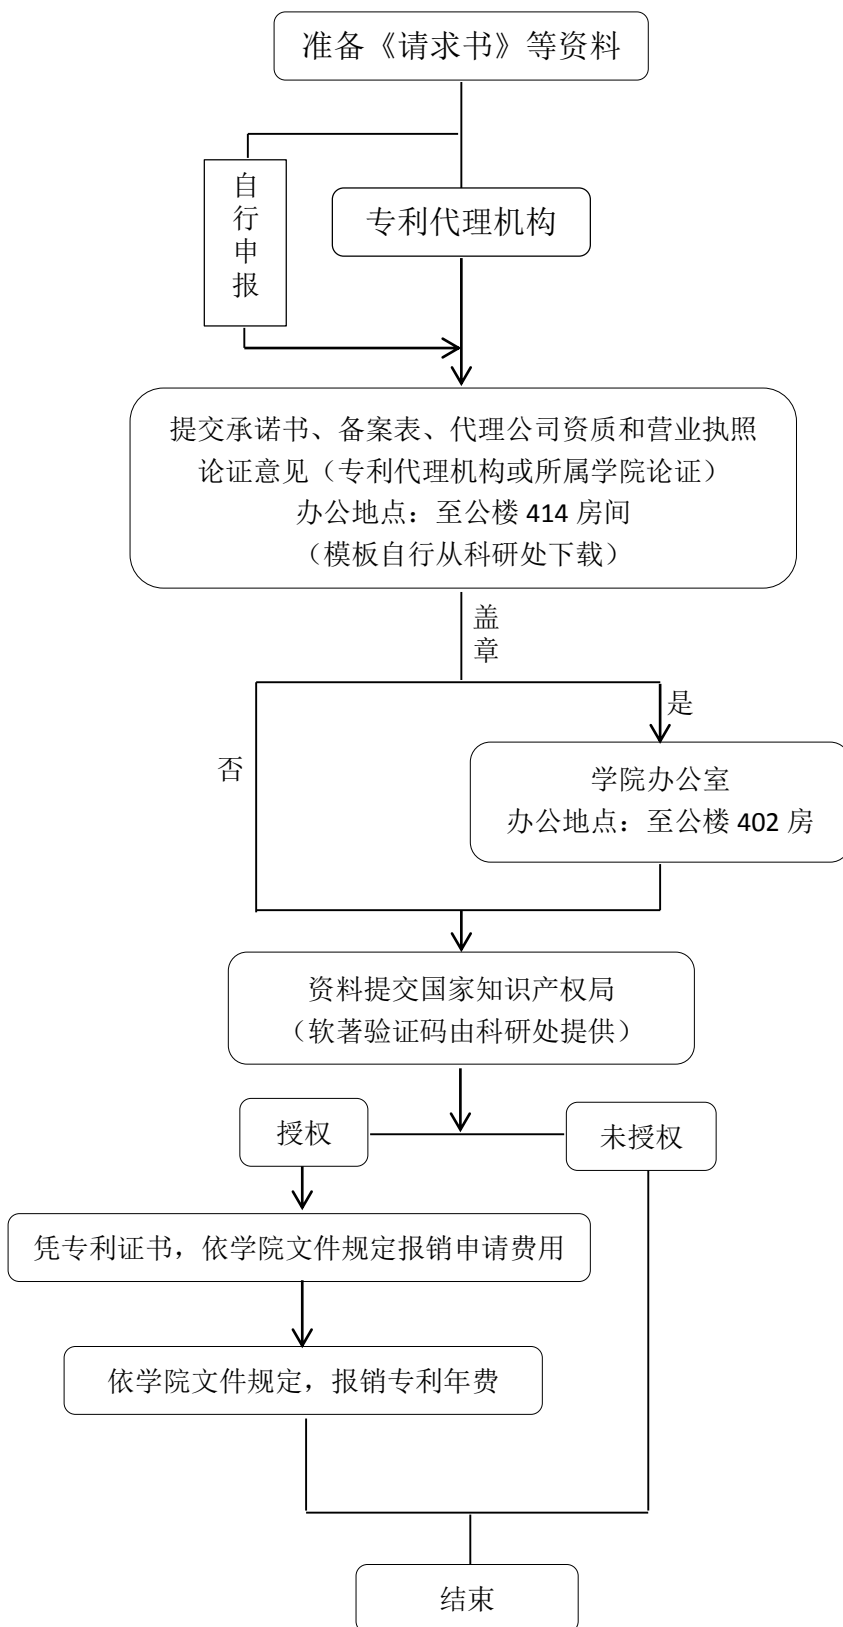 准备《请求书》等资料
自行申报
专利代理机构
提交承诺书、备案表、代理公司资质和营业执照
论证意见（专利代理机构或所属学院论证）
办公地点：至公楼 414 房间
（模板自行从科研处下载）
盖章
是
否
学院办公室
办公地点：至公楼 402 房
资料提交国家知识产权局
（软著验证码由科研处提供）
授权
未授权
凭专利证书，依学院文件规定报销申请费用
依学院文件规定，报销专利年费
结束